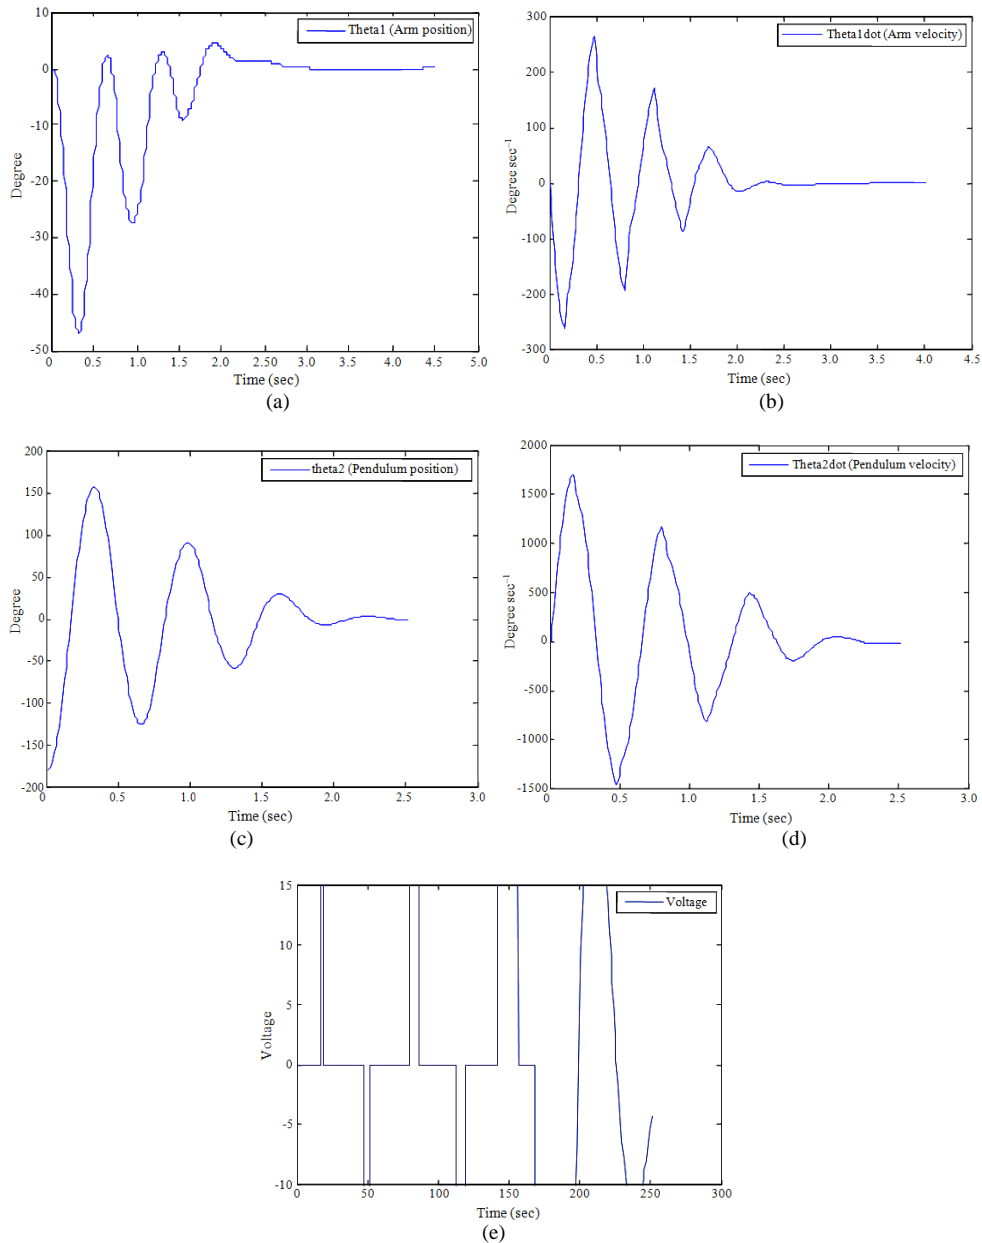 10
0
-10
-20
-30
-40
-50
Degree
Theta1 (Arm position)
0 0.5 1.0 1.5 2.0 2.50 3.0 3.5 4.0 4.5 5.0
Time (sec)
(a)
300
200
100
0
-100
-200
-300
Degree sec⁻¹
Theta1dot (Arm velocity)
0.5 1.0 1.5 2.0 2.5 3.0 3.5 4.0 4.5
Time (sec)
(b)
200
150
100
50
0
-50
-100
-150
-200
Degree
theta2 (Pendulum position)
0 0.5 1.0 1.5 2.0 2.5 3.0
Time (sec)
(c)
2000
1500
1000
500
0
-500
-1000
-1500
Degree sec⁻¹
Theta2dot (Pendulum velocity)
0 0.5 1.0 1.5 2.0 2.5 3.0
Time (sec)
(d)
15
10
5
0
-5
-10
Voltage
Voltage
0 50 100 150 200 250 300
Time (sec)
(e)